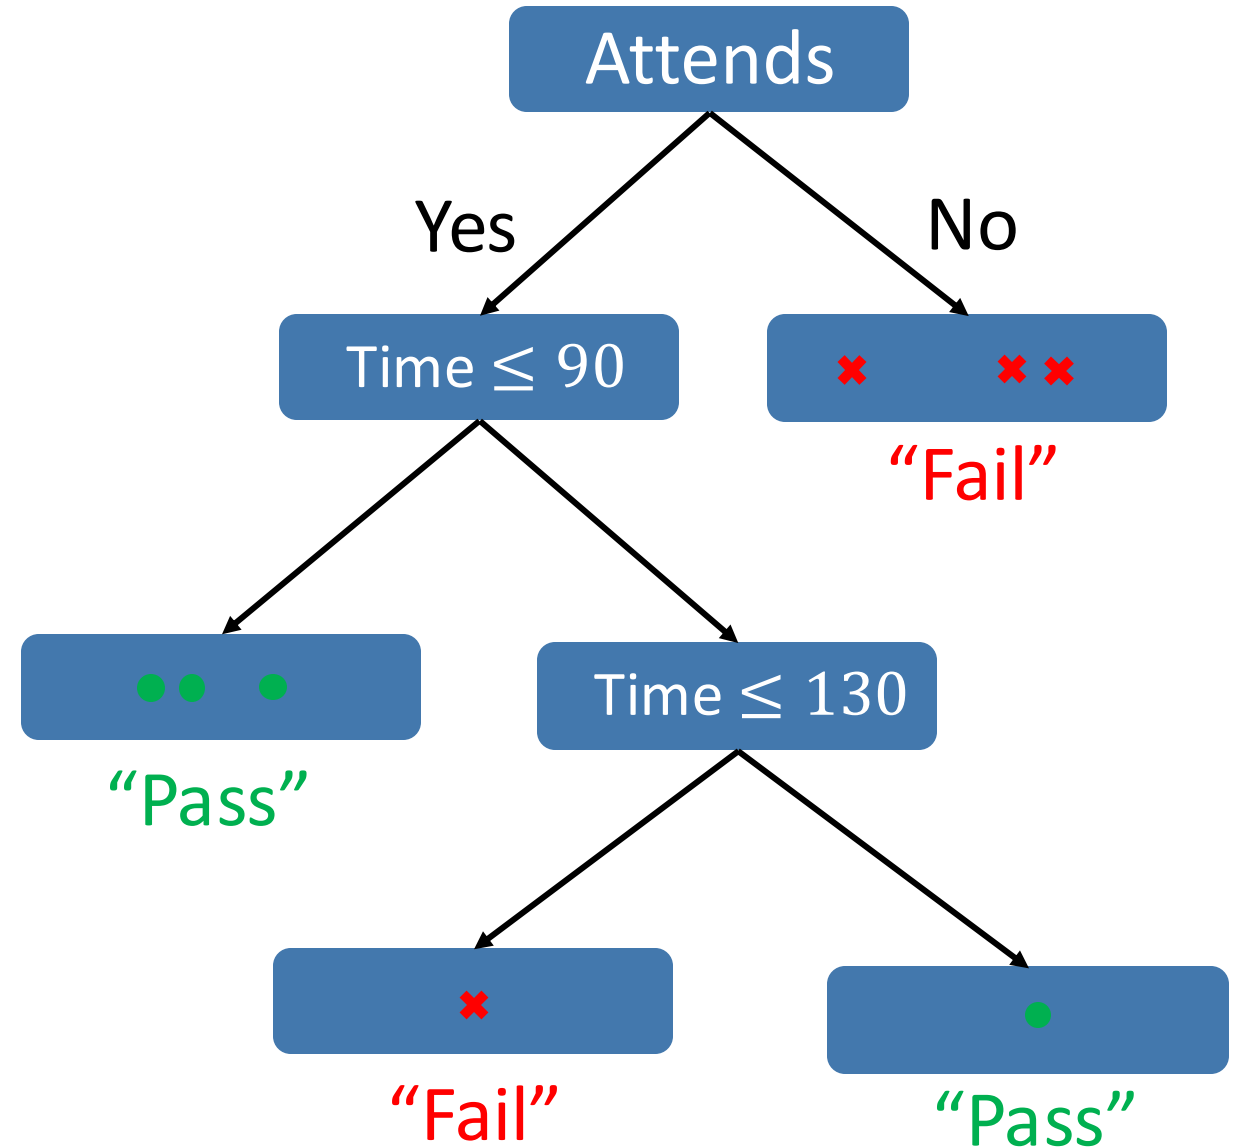 Attends
Yes
No
Time ≤ 90
“Fail”
Time ≤ 130
“Pass”
“Fail”
“Pass”